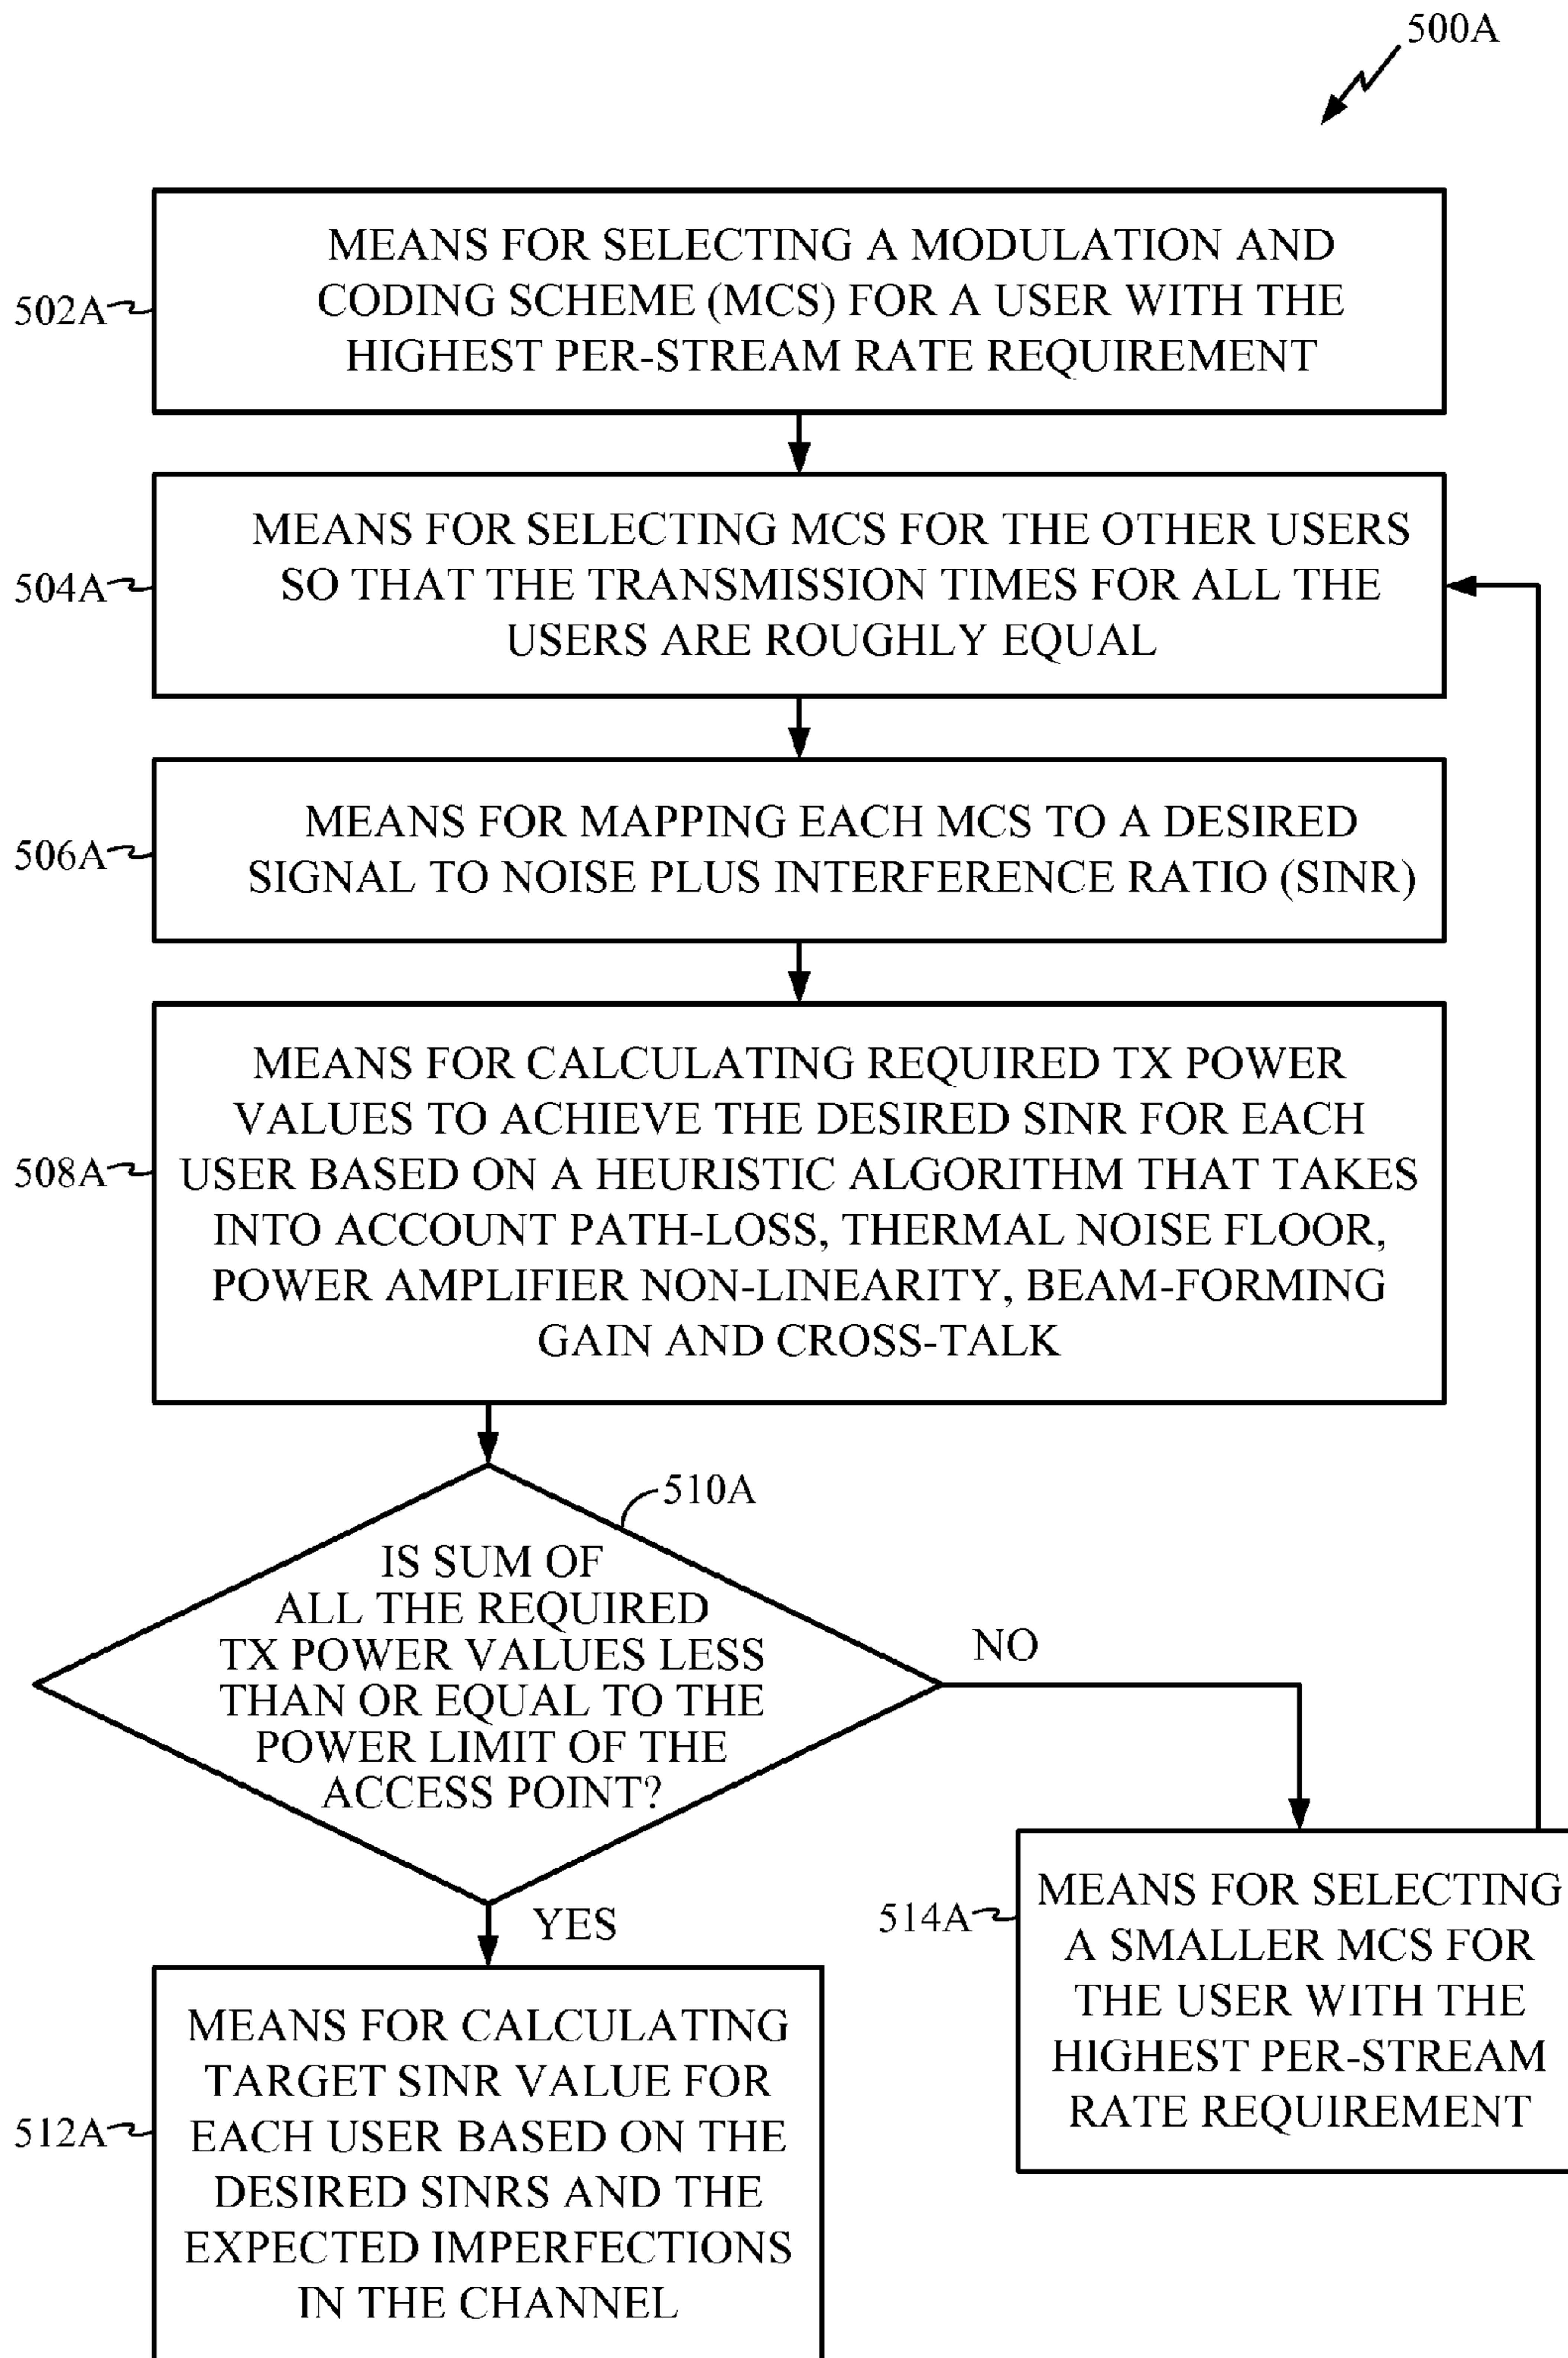 500A
MEANS FOR SELECTING A MODULATION AND
CODING SCHEME (MCS) FOR A USER WITH THE
HIGHEST PER-STREAM RATE REQUIREMENT
502A
MEANS FOR SELECTING MCS FOR THE OTHER USERS
SO THAT THE TRANSMISSION TIMES FOR ALL THE
USERS ARE ROUGHLY EQUAL
504A
MEANS FOR MAPPING EACH MCS TO A DESIRED
SIGNAL TO NOISE PLUS INTERFERENCE RATIO (SINR)
506A
MEANS FOR CALCULATING REQUIRED TX POWER
VALUES TO ACHIEVE THE DESIRED SINR FOR EACH
USER BASED ON A HEURISTIC ALGORITHM THAT TAKES
INTO ACCOUNT PATH-LOSS, THERMAL NOISE FLOOR,
POWER AMPLIFIER NON-LINEARITY, BEAM-FORMING
GAIN AND CROSS-TALK
508A
510A
IS SUM OF
ALL THE REQUIRED
TX POWER VALUES LESS
THAN OR EQUAL TO THE
POWER LIMIT OF THE
ACCESS POINT?
NO
YES
514A
MEANS FOR SELECTING
A SMALLER MCS FOR
THE USER WITH THE
HIGHEST PER-STREAM
RATE REQUIREMENT
512A
MEANS FOR CALCULATING
TARGET SINR VALUE FOR
EACH USER BASED ON THE
DESIRED SINRS AND THE
EXPECTED IMPERFECTIONS
IN THE CHANNEL